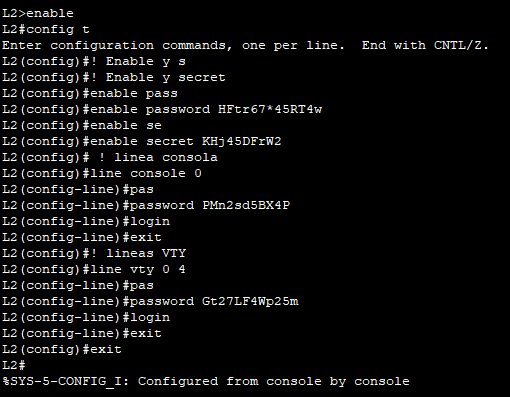 L2>enable
L2#config t
Enter configuration commands, one per line.  End with CNTL/Z.
L2(config)#! Enable y s
L2(config)#! Enable y secret
L2(config)#enable pass
L2(config)#enable password HFtr67*45RT4w
L2(config)#enable se
L2(config)#enable secret KHj45DFrW2
L2(config)# ! linea consola
L2(config)#line console 0
L2(config-line)#pas
L2(config-line)#password PMn2sd5BX4P
L2(config-line)#login
L2(config-line)#exit
L2(config)#! lineas VTY
L2(config)#line vty 0 4
L2(config-line)#pas
L2(config-line)#password Gt27LF4Wp25m
L2(config-line)#login
L2(config-line)#exit
L2(config)#exit
L2#
%SYS-5-CONFIG_I: Configured from console by console